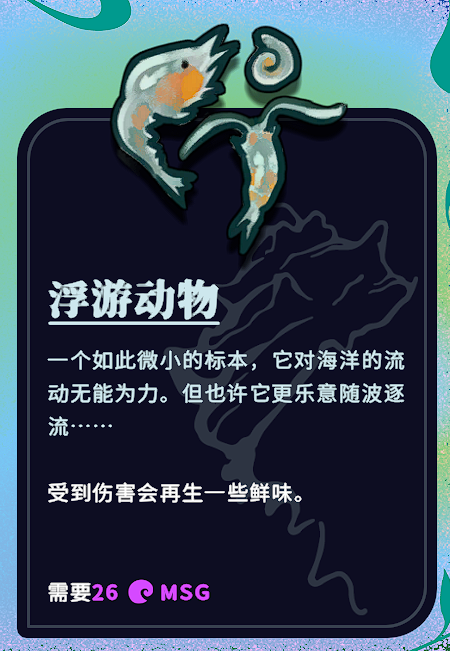 浮游动物
一个如此微小的标本，它对海洋的流
动无能为力。但也许它更乐意随波逐
流……
受到伤害会再生一些鲜味。
需要26 MSG